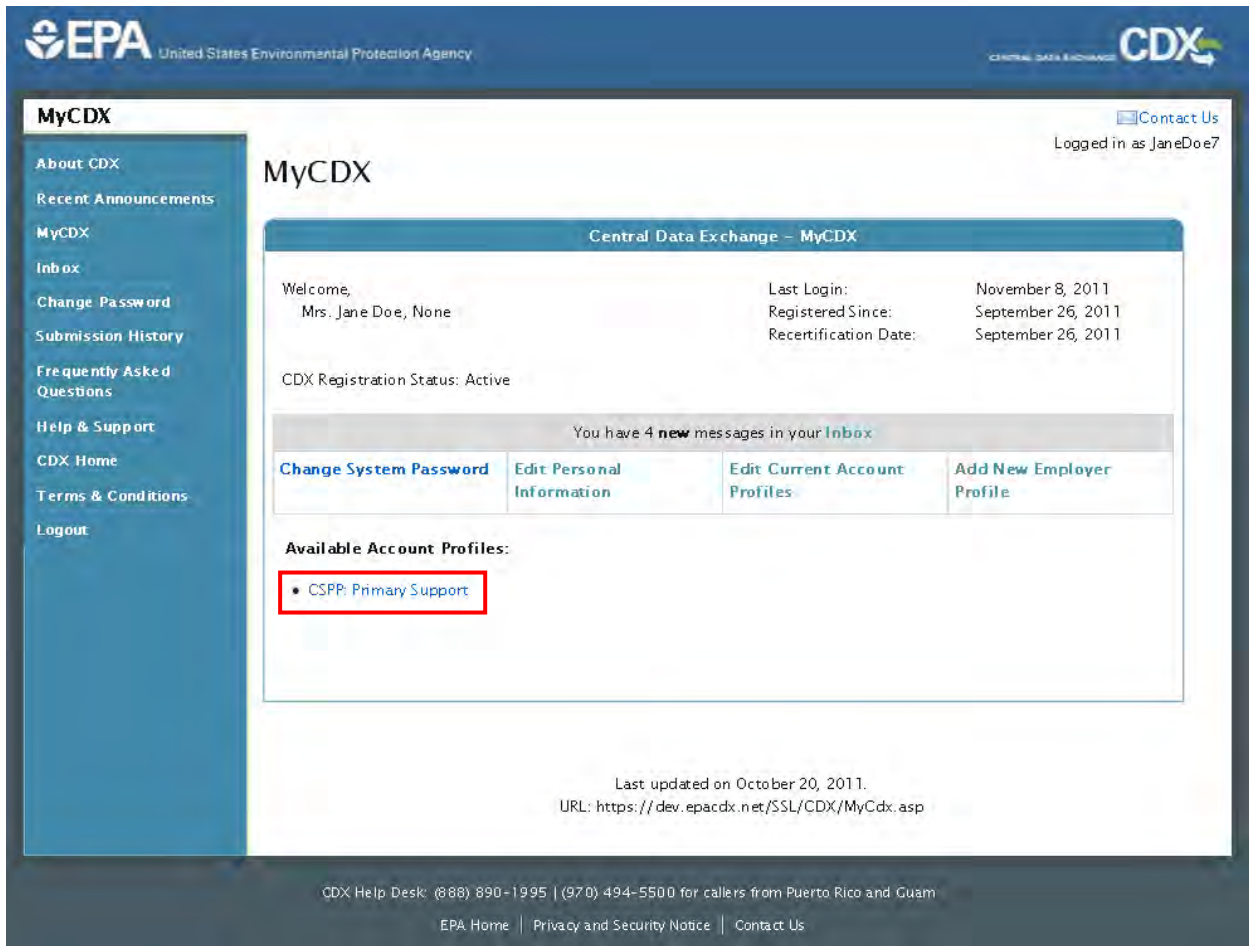 EPA United States Environmental Protection Agency
CENTRAL DATA EXCHANGE CDX
MyCDX
Contact Us
Logged in as JaneDoe7
About CDX
Recent Announcements
MyCDX
Inbox
Change Password
Submission History
Frequently Asked
Questions
Help & Support
CDX Home
Terms & Conditions
Logout
MyCDX
Central Data Exchange - MyCDX
Welcome,
Mrs. Jane Doe, None
Last Login: November 8, 2011
Registered Since: September 26, 2011
Recertification Date: September 26, 2011
CDX Registration Status: Active
You have 4 new messages in your Inbox
Change System Password
Edit Personal
Information
Edit Current Account
Profiles
Add New Employer
Profile
Available Account Profiles:
• CSPP: Primary Support
Last updated on October 20, 2011.
URL: https://dev.epacdx.net/SSL/CDX/MyCdx.asp
CDX Help Desk: (888) 890-1995 | (970) 494-5500 for callers from Puerto Rico and Guam
EPA Home | Privacy and Security Notice | Contact Us